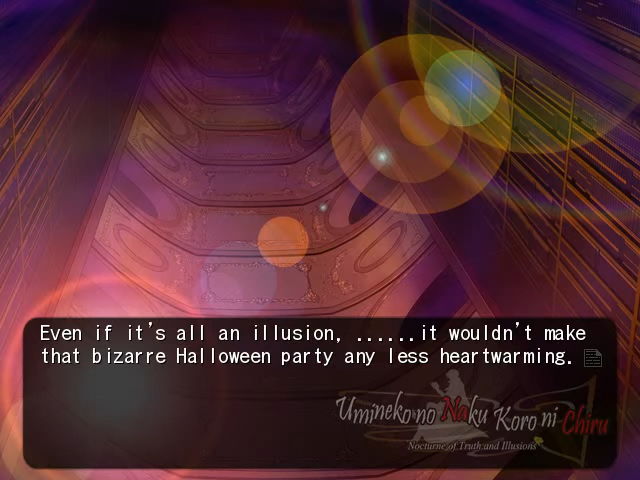 Even if it's all an illusion, ......it wouldn't make
that bizarre Halloween party any less heartwarming.
Umineko no Naku Koro ni Chiru
Nocturne of Truth and Illusions